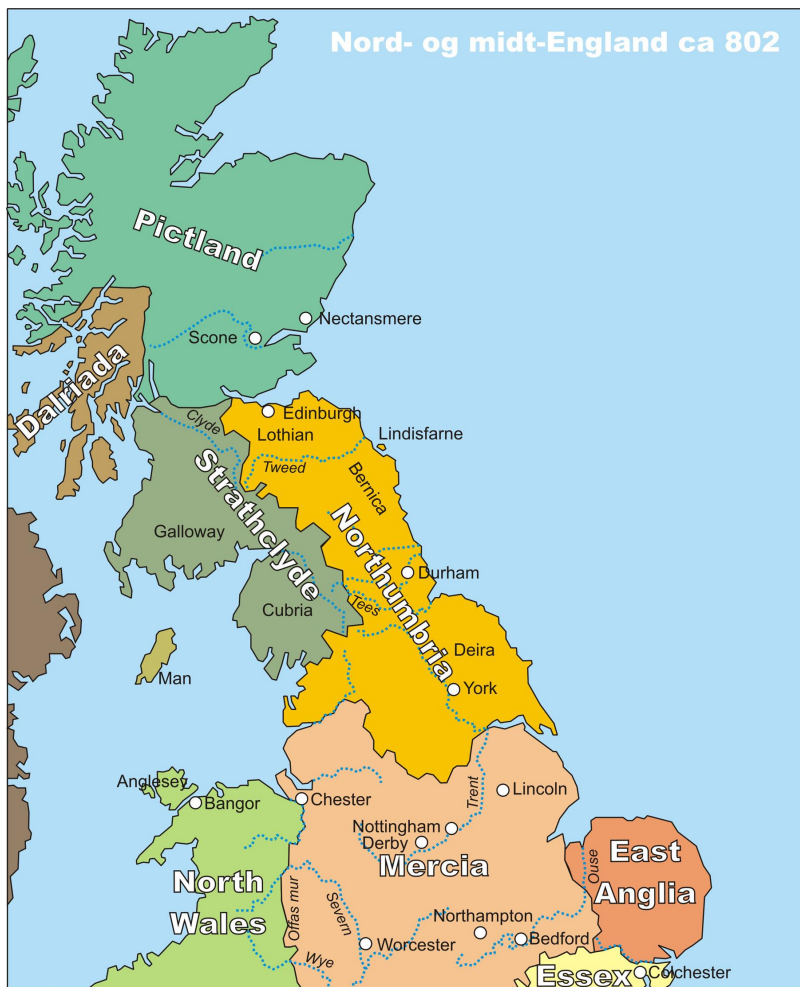 Nord- og midt-England ca 802
Pictland
Nectansmere
Scone
Dalriada
Clyde
Edinburgh
Lothian
Lindisfarne
Tweed
Bernica
Strathclyde
Northumbria
Galloway
Durham
Cubria
Tees
Deira
Man
York
Anglesey
Bangor
Chester
Trent
Lincoln
Nottingham
Derby
Mercia
Ouse
East
Anglia
North
Wales
Offas mur
Severn
Northampton
Worcester
Bedford
Wye
Essex
Colchester